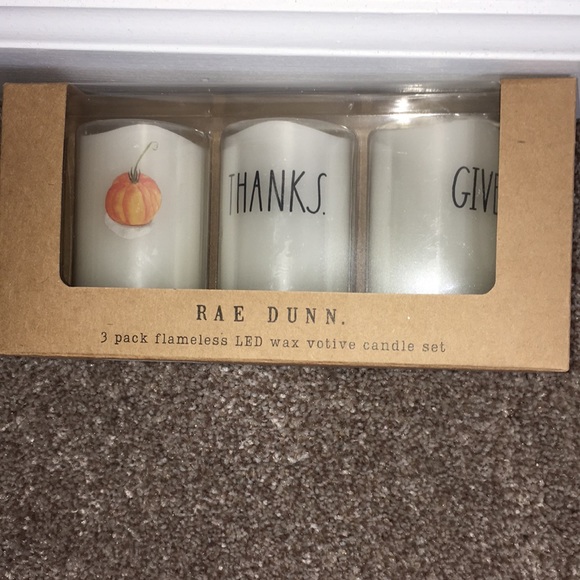 THANKS.
GIVE
RAE DUNN.
3 pack flameless LED wax votive candle set